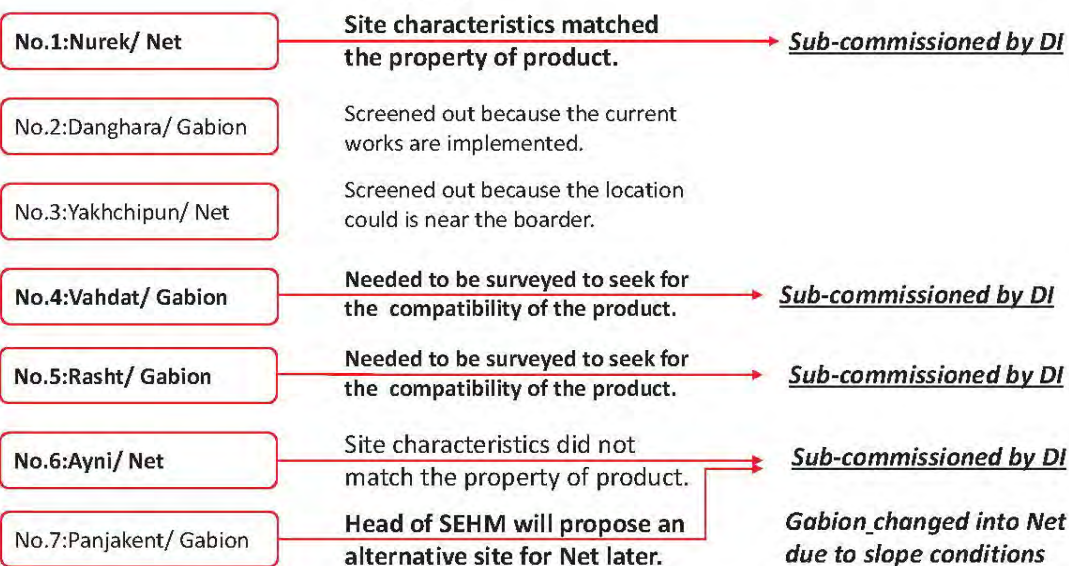 No.1:Nurek/ Net
Site characteristics matched
the property of product.
Sub-commissioned by DI
No.2:Danghara/ Gabion
Screened out because the current
works are implemented.
No.3:Yakhchipun/ Net
Screened out because the location
could is near the boarder.
No.4:Vahdat/ Gabion
Needed to be surveyed to seek for
the compatibility of the product.
Sub-commissioned by DI
No.5:Rasht/ Gabion
Needed to be surveyed to seek for
the compatibility of the product.
Sub-commissioned by DI
No.6:Ayni/ Net
Site characteristics did not
match the property of product.
Sub-commissioned by DI
No.7:Panjakent/ Gabion
Head of SEHM will propose an
alternative site for Net later.
Gabion changed into Net
due to slope conditions